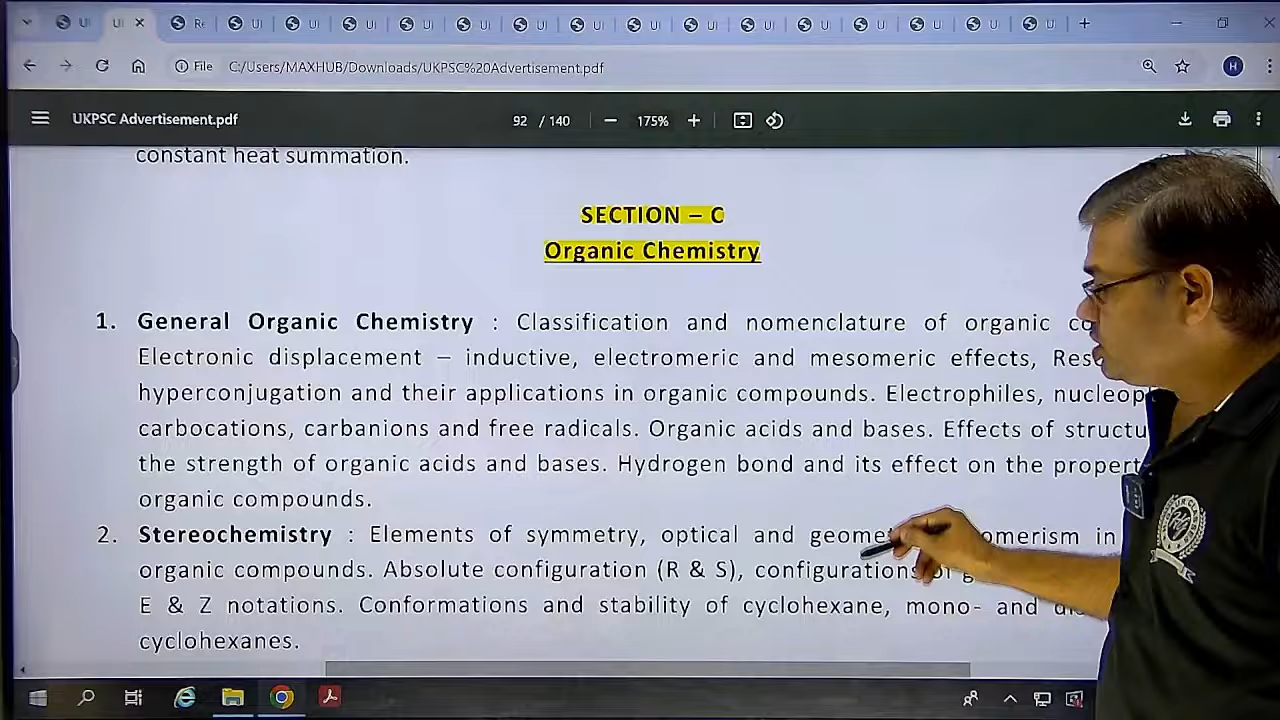 File C:/Users/MAXHUB/Downloads/UKPSC%20Advertisement.pdf
H
UKPSC Advertisement.pdf 92 / 140 175%
constant heat summation.
SECTION – C
Organic Chemistry
1. General Organic Chemistry : Classification and nomenclature of organic
Electronic displacement – inductive, electromeric and mesomeric effects,
hyperconjugation and their applications in organic compounds. Electrophiles,
carbocations, carbanions and free radicals. Organic acids and bases. Effects of
the strength of organic acids and bases. Hydrogen bond and its effect on the
organic compounds.
2. Stereochemistry : Elements of symmetry, optical and in
organic compounds. Absolute configuration (R & S), configurations
E & Z notations. Conformations and stability of cyclohexane, mono- and
cyclohexanes.